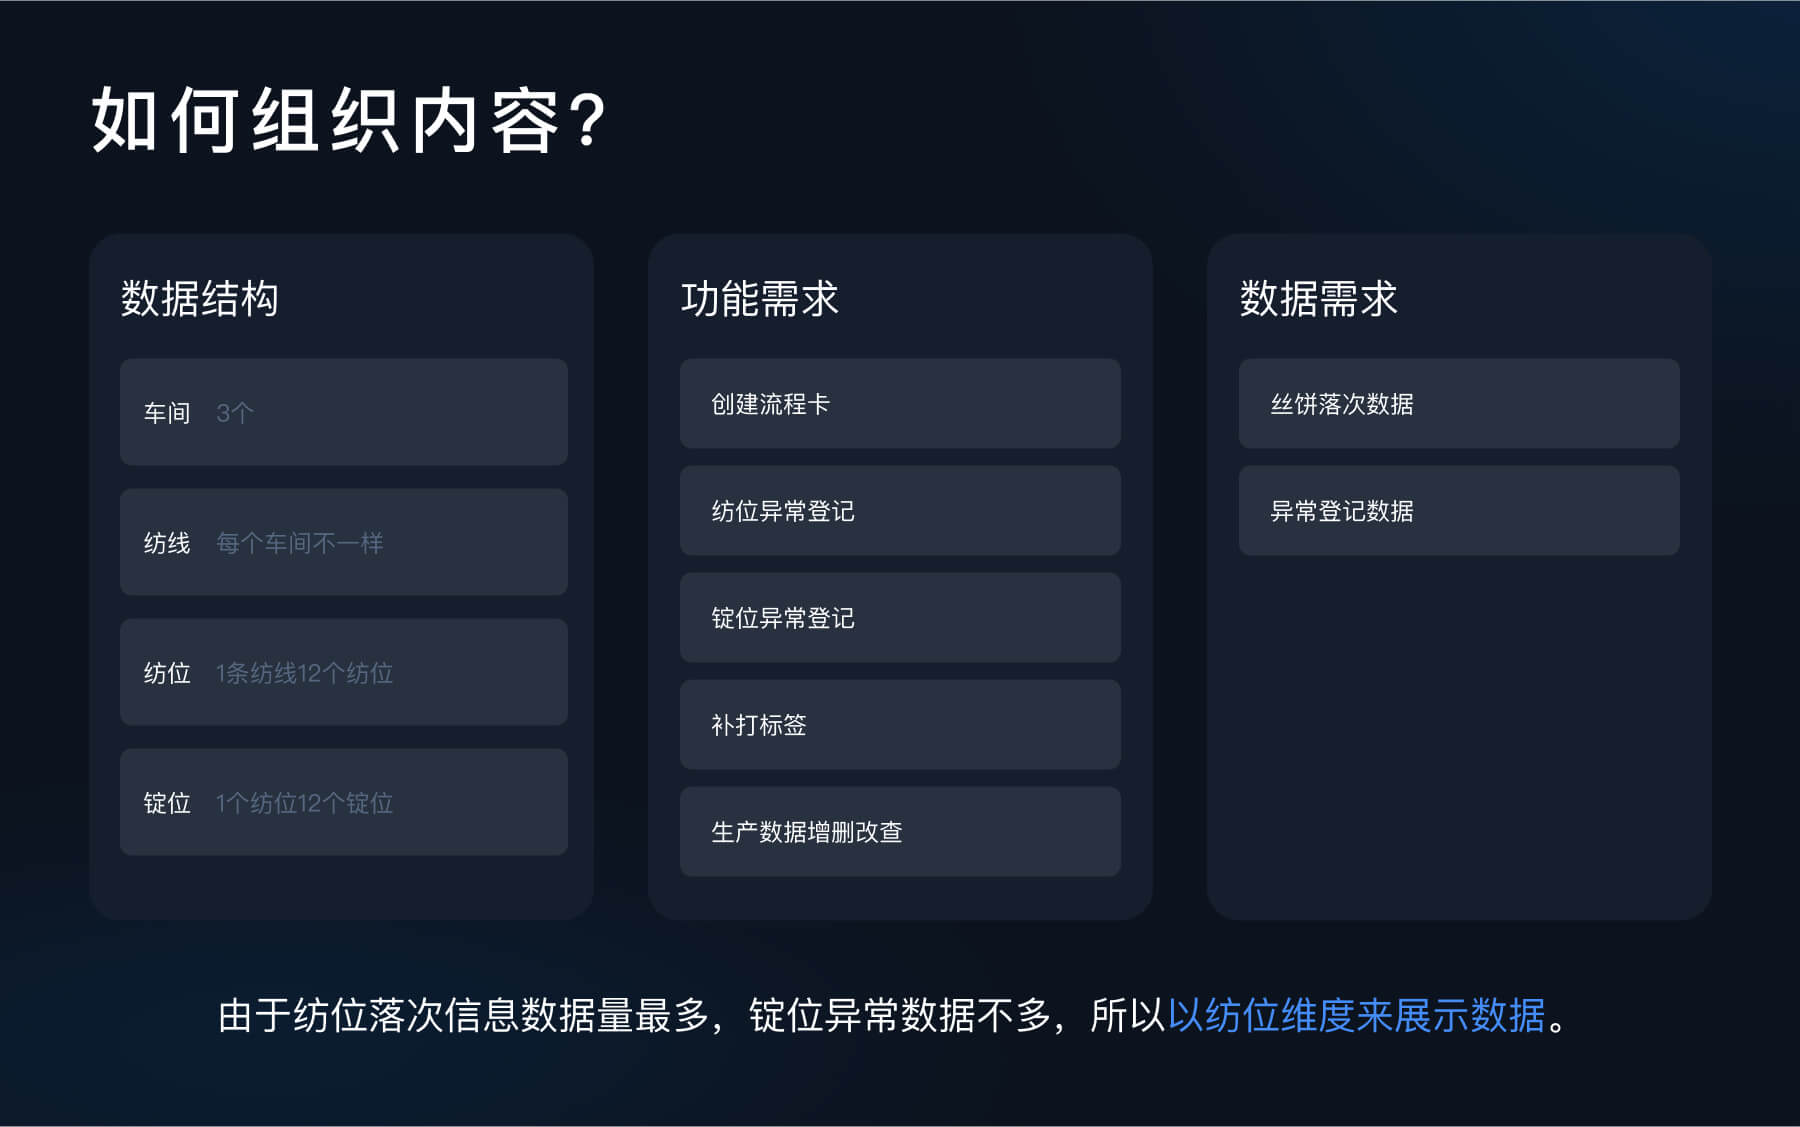 如何组织内容?
数据结构
车间 3个
纺线 每个车间不一样
纺位 1条纺线12个纺位
锭位 1个纺位12个锭位
功能需求
创建流程卡
纺位异常登记
锭位异常登记
补打标签
生产数据增删改查
数据需求
丝饼落次数据
异常登记数据
由于纺位落次信息数据量最多，锭位异常数据不多，所以以纺位维度来展示数据。